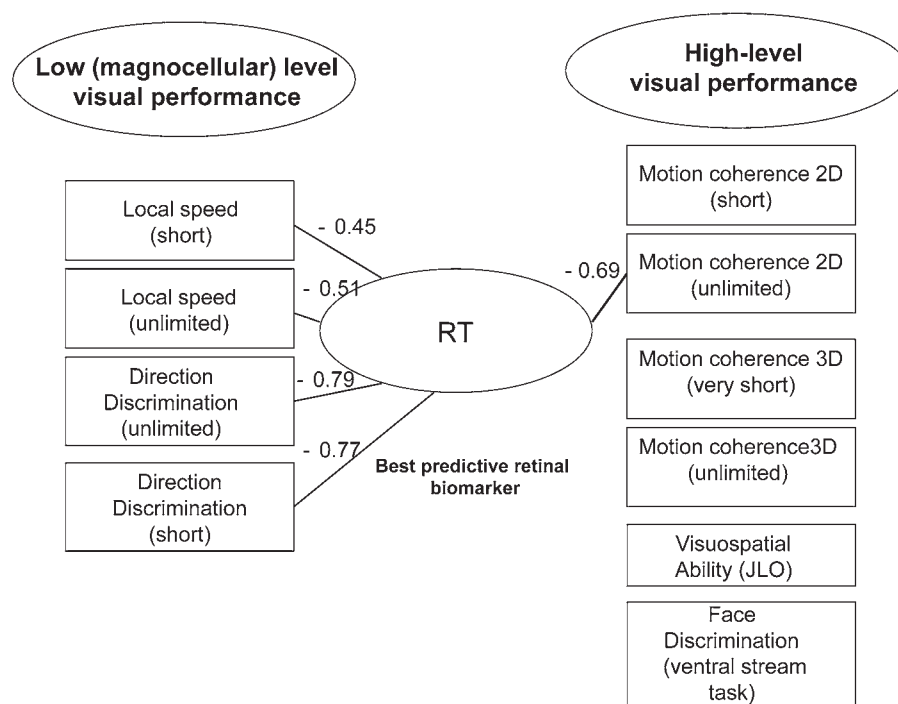 Low (magnocellular) level
visual performance
High-level
visual performance
Local speed
(short)
- 0.45
Local speed
(unlimited)
- 0.51
Direction
Discrimination
(unlimited)
- 0.79
Direction
Discrimination
(short)
- 0.77
RT
Best predictive retinal
biomarker
- 0.69
Motion coherence 2D
(short)
Motion coherence 2D
(unlimited)
Motion coherence 3D
(very short)
Motion coherence3D
(unlimited)
Visuospatial
Ability (JLO)
Face
Discrimination
(ventral stream
task)